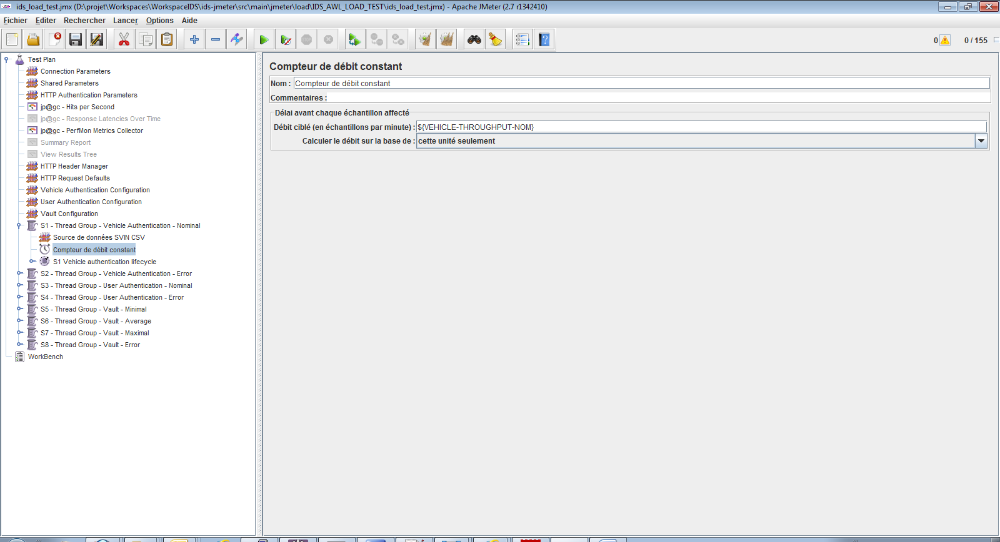 ids_load_test.jmx (D:\projet\Workspaces\WorkspaceIDS\ids-jmeter\src\main\jmeter\load\IDS_AWL_LOAD_TEST\ids_load_test.jmx) - Apache JMeter (2.7 r1342410)
Fichier Editer Rechercher Lancer Options Aide
0 0 / 155
Test Plan
Connection Parameters
Shared Parameters
HTTP Authentication Parameters
jp@gc - Hits per Second
jp@gc - Response Latencies Over Time
jp@gc - PerfMon Metrics Collector
Summary Report
View Results Tree
HTTP Header Manager
HTTP Request Defaults
Vehicle Authentication Configuration
User Authentication Configuration
Vault Configuration
S1 - Thread Group - Vehicle Authentication - Nominal
Source de données SVIN CSV
Compteur de débit constant
S1 Vehicle authentication lifecycle
S2 - Thread Group - Vehicle Authentication - Error
S3 - Thread Group - User Authentication - Nominal
S4 - Thread Group - User Authentication - Error
S5 - Thread Group - Vault - Minimal
S6 - Thread Group - Vault - Average
S7 - Thread Group - Vault - Maximal
S8 - Thread Group - Vault - Error
WorkBench
Compteur de débit constant
Nom : Compteur de débit constant
Commentaires :
Délai avant chaque échantillon affecté
Débit ciblé (en échantillons par minute) : ${VEHICLE-THROUGHPUT-NOM}
Calculer le débit sur la base de : cette unité seulement